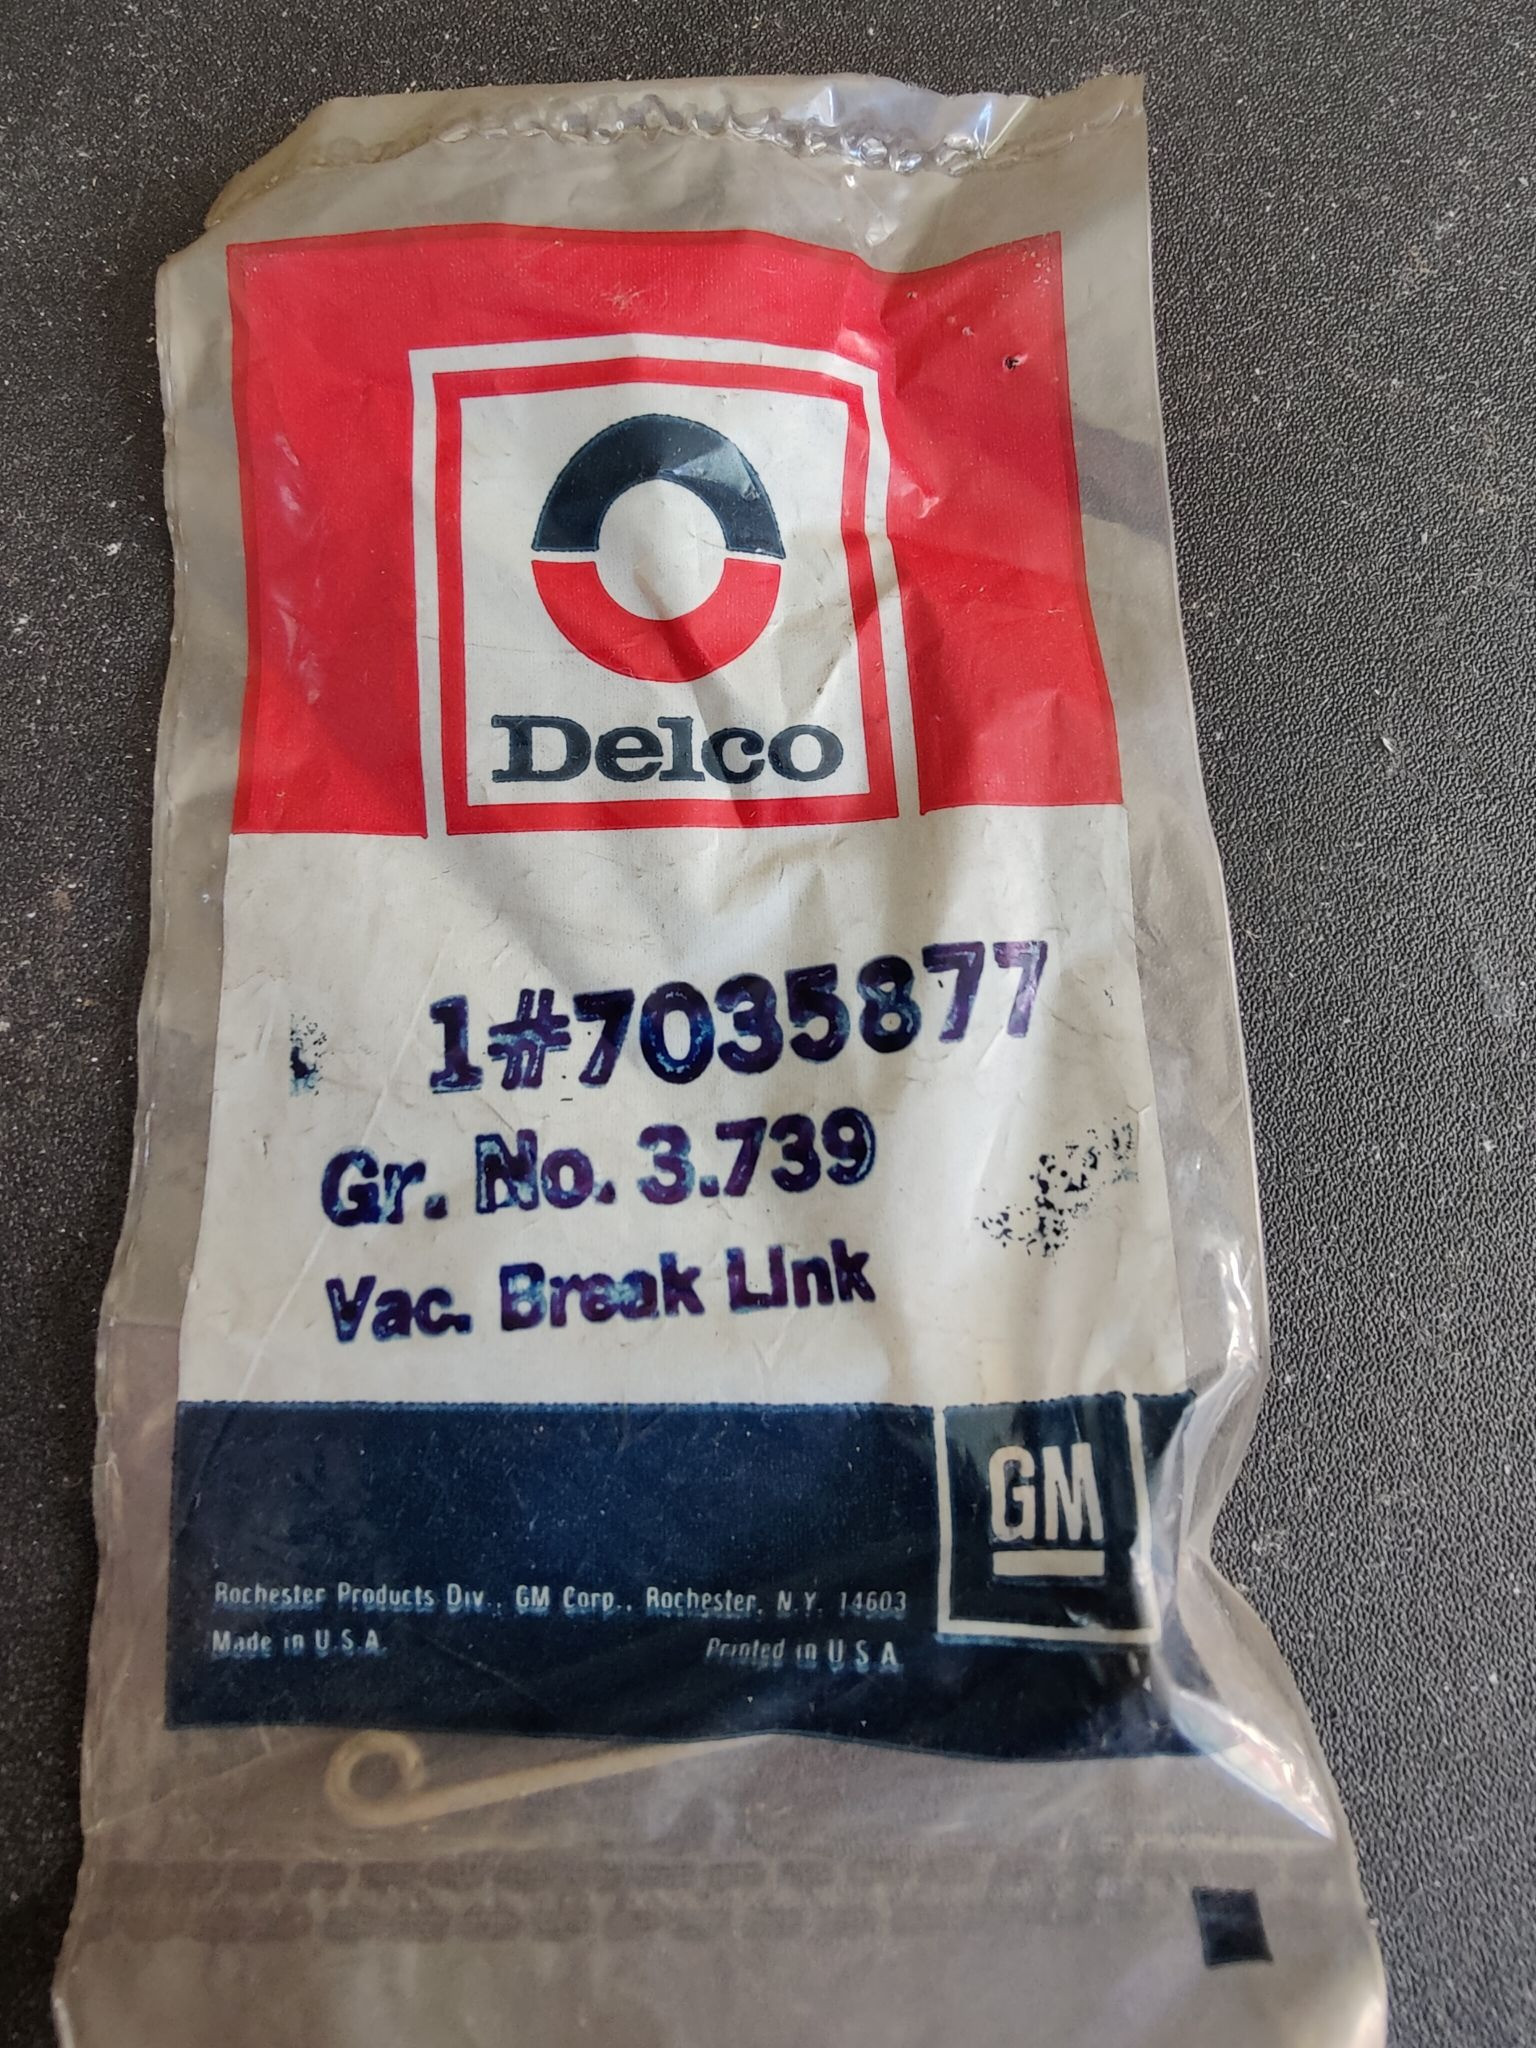 Delco
1#7035877
Gr. No. 3.739
Vac. Break Link
GM
Rochester Products Div., GM Corp., Rochester, N.Y. 14603
Made in U.S.A.
Printed in U S A